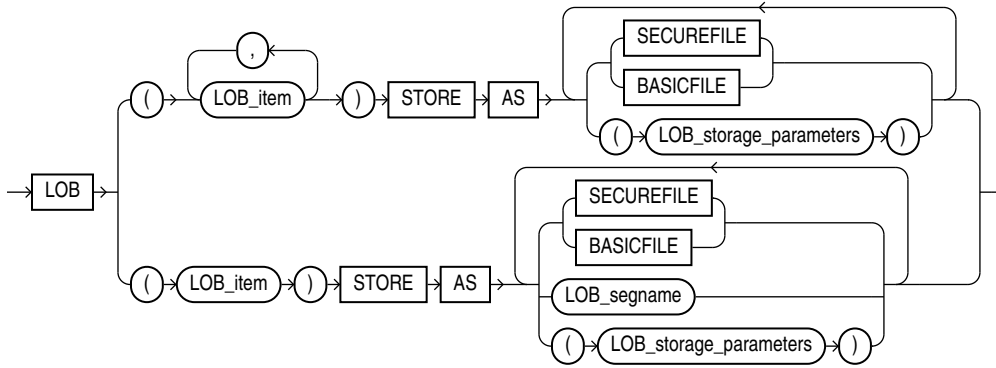 SECUREFILE
,
BASICFILE
( LOB_item ) STORE AS
( LOB_storage_parameters )
LOB
SECUREFILE
BASICFILE
( LOB_item ) STORE AS
LOB_segname
( LOB_storage_parameters )